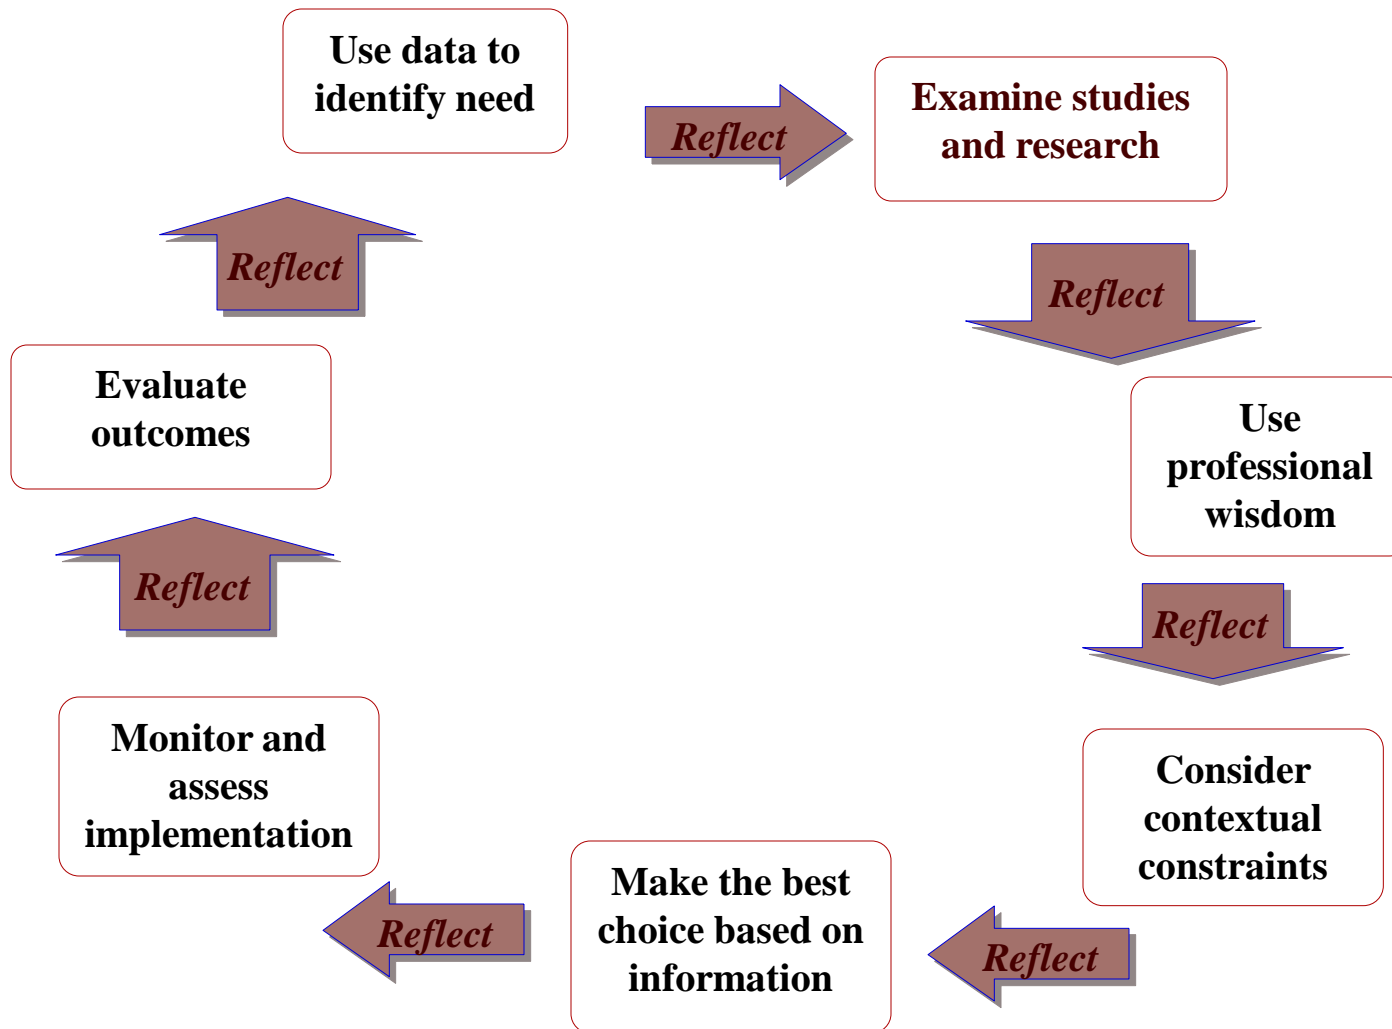 Use data to
identify need
Reflect
Examine studies
and research
Reflect
Use
professional
wisdom
Reflect
Consider
contextual
constraints
Reflect
Make the best
choice based on
information
Reflect
Monitor and
assess
implementation
Reflect
Evaluate
outcomes
Reflect